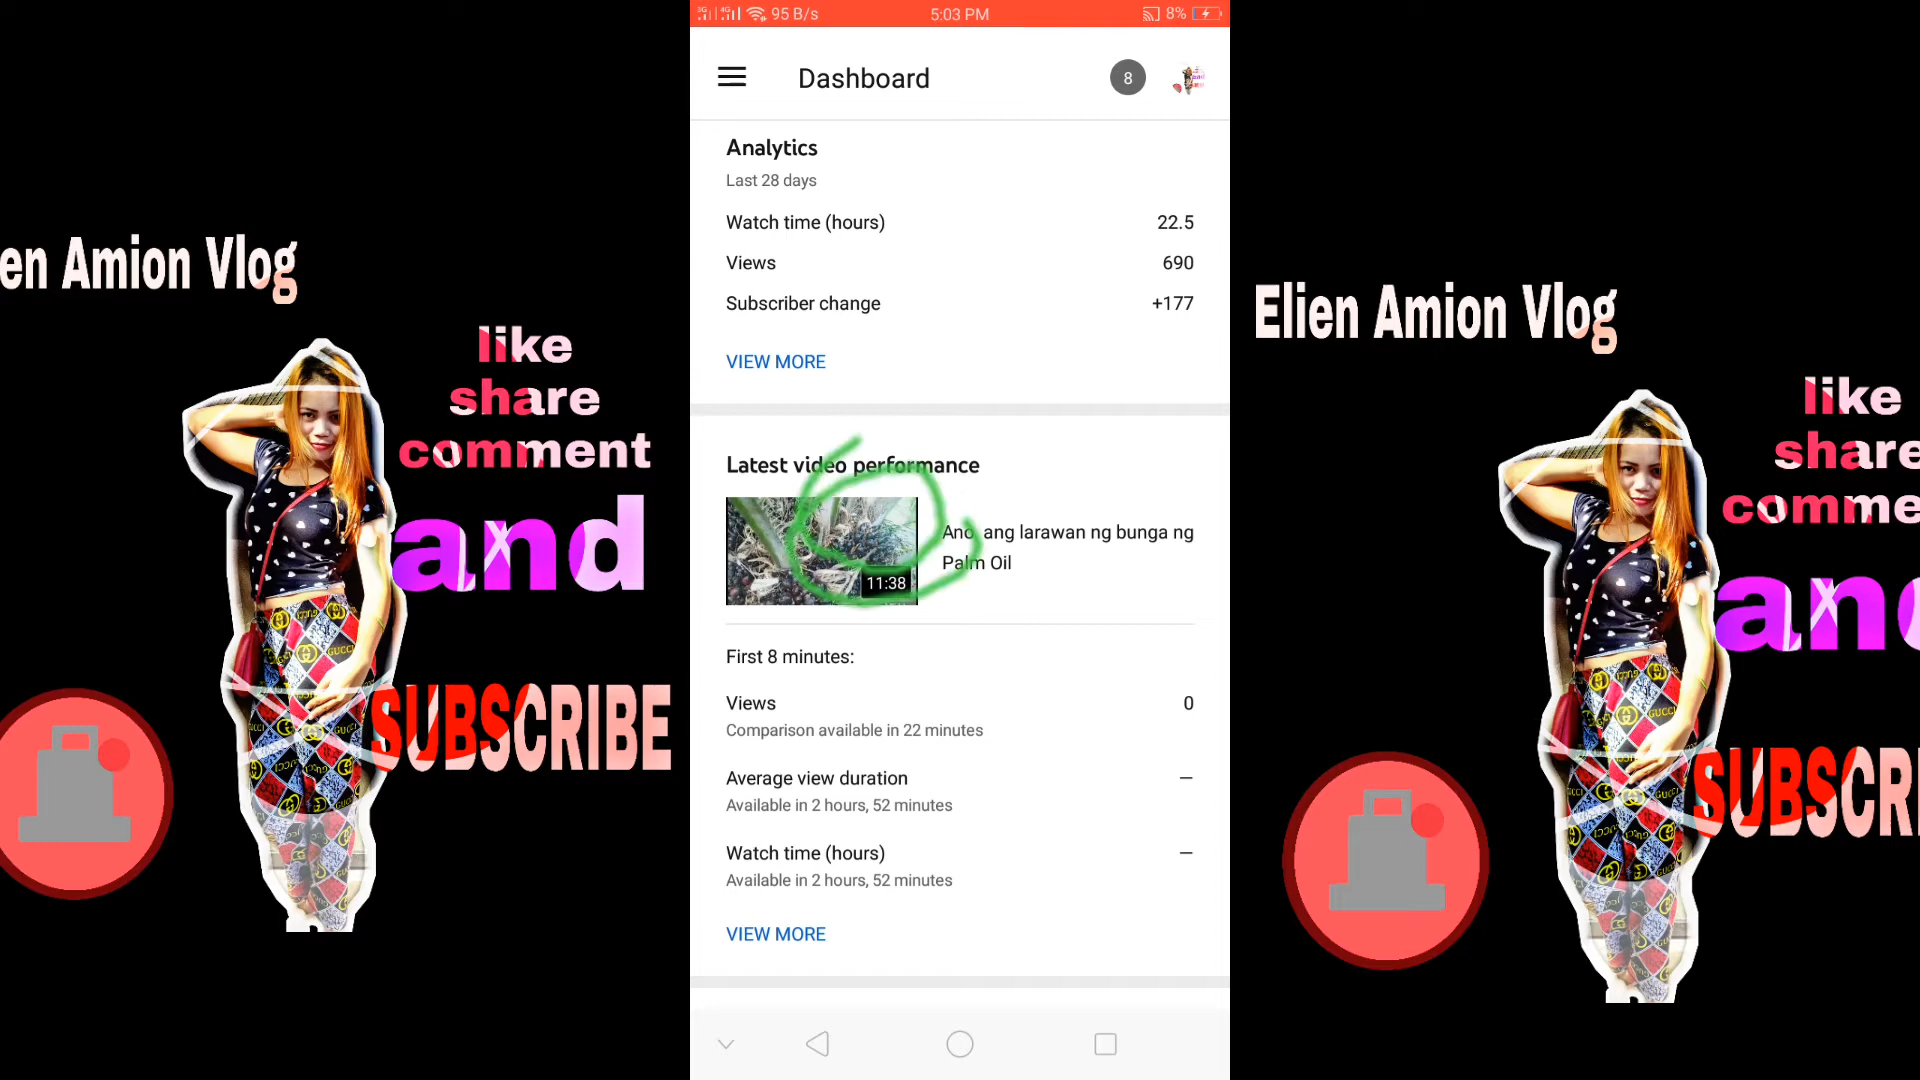 95 B/s
5:03 PM
8%
Dashboard
8
Analytics
Last 28 days
Watch time (hours) 22.5
Views 690
Subscriber change +177
VIEW MORE
Latest video performance
11:38
Ano, ang larawan ng bunga ng
Palm Oil
First 8 minutes:
Views 0
Comparison available in 22 minutes
Average view duration –
Available in 2 hours, 52 minutes
Watch time (hours) –
Available in 2 hours, 52 minutes
VIEW MORE
en Amion Vlog
like
share
comment
and
SUBSCRIBE
GUCCI
Elien Amion Vlog
like
share
comme
and
SUBSCRI
GUCCI